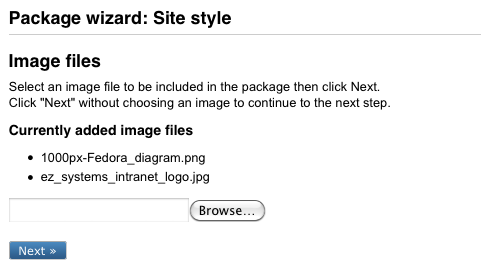 Package wizard: Site style
Image files
Select an image file to be included in the package then click Next.
Click "Next" without choosing an image to continue to the next step.
Currently added image files
1000px-Fedora_diagram.png
ez_systems_intranet_logo.jpg
Browse...
Next »